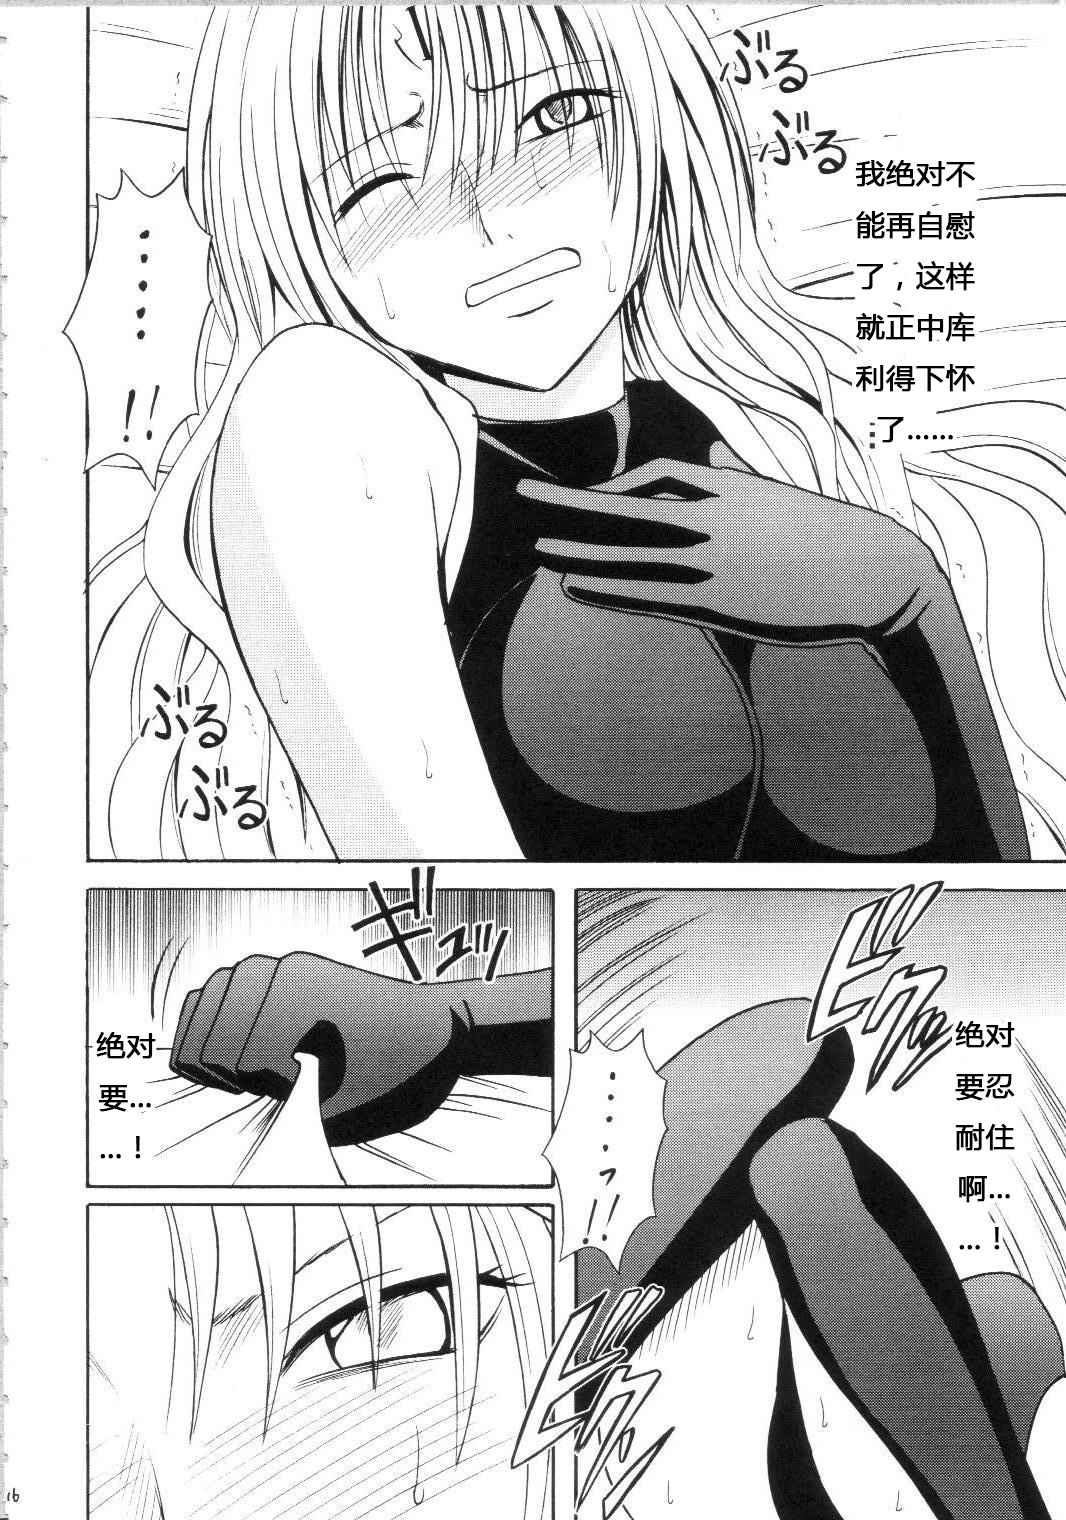 ぶる
ぶる
我绝对不
能再自慰
了，这样
就正中库
利得下怀
了……
・・・・!!
ぶる
ぶる
ビクッ
绝对
要忍
耐住
啊…
…！
・・・・っ!!
ビクッ
ギュッ
绝对
要…
…！
16